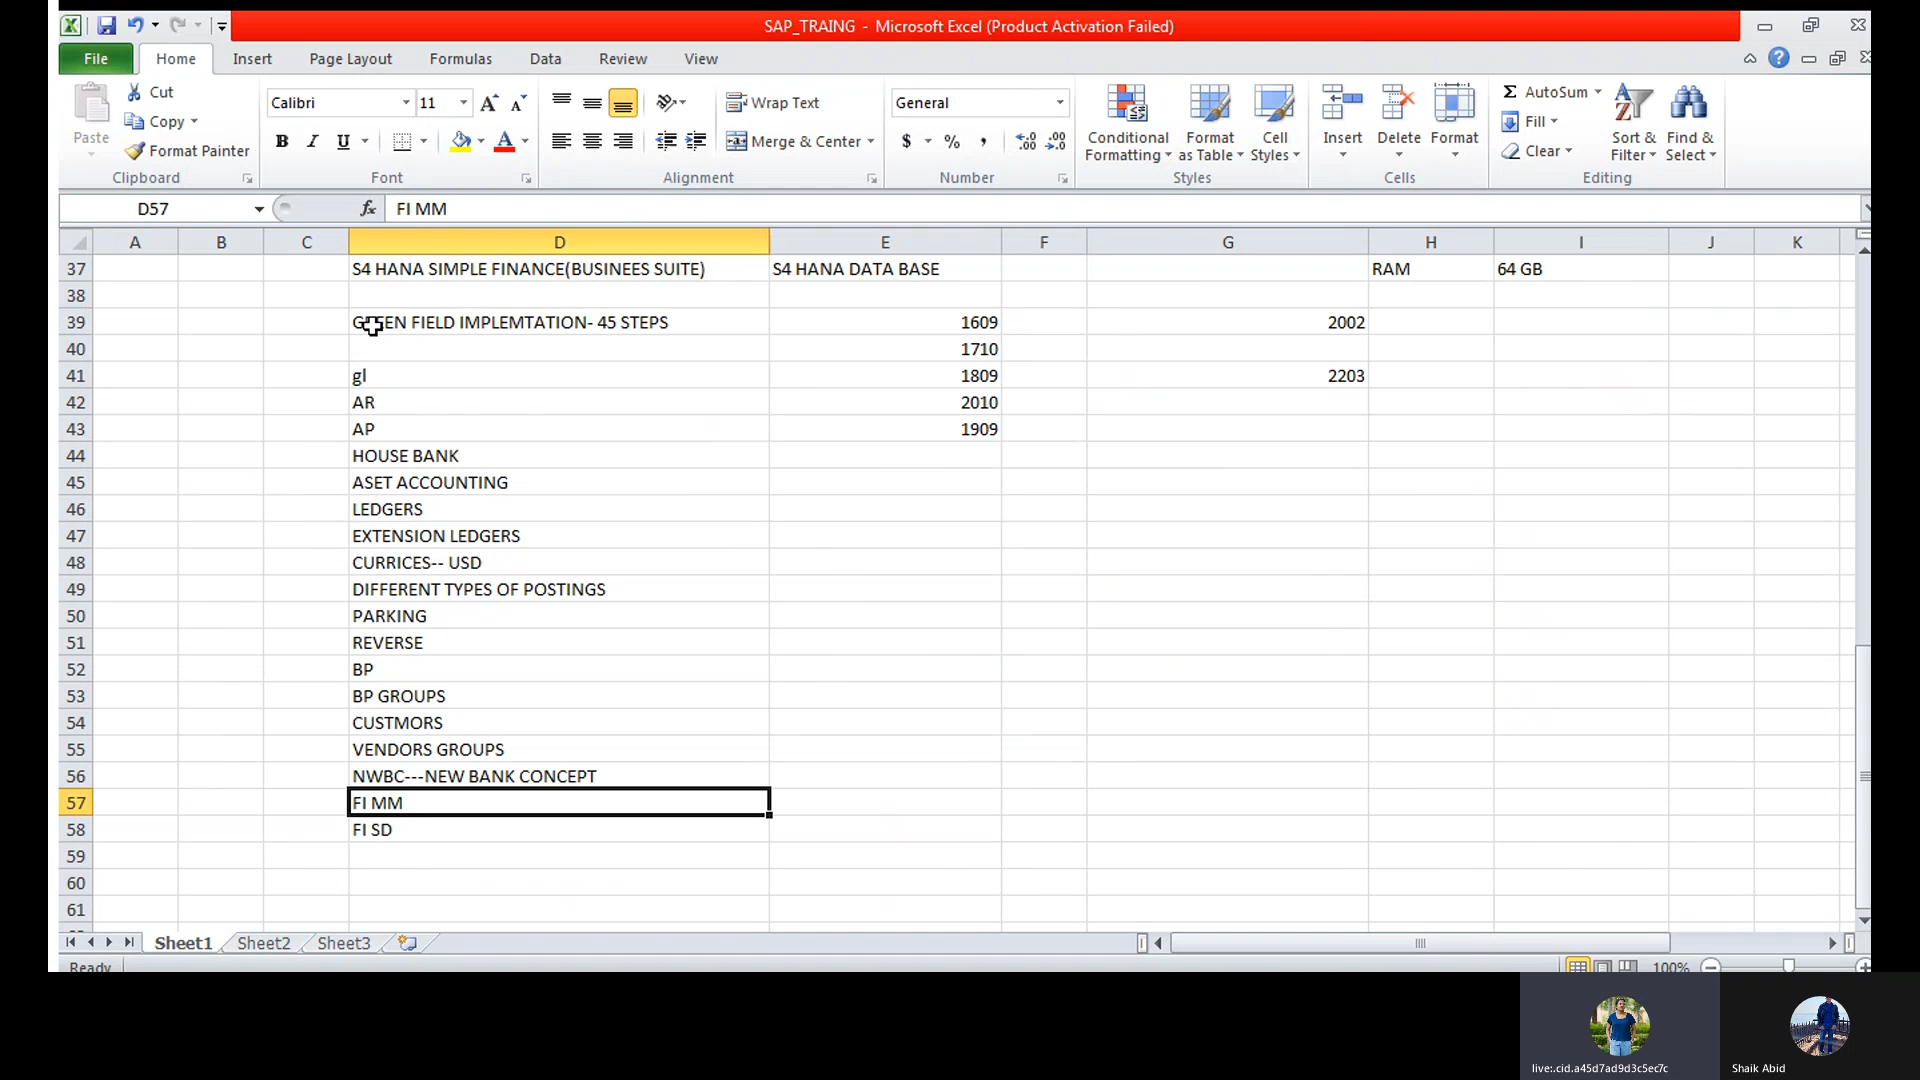 SAP_TRAING - Microsoft Excel (Product Activation Failed)
File Home Insert Page Layout Formulas Data Review View
Paste Cut Copy Format Painter Clipboard
Calibri 11 B I U Font
Wrap Text Merge & Center Alignment
General $ % , Number
Conditional Formatting Format as Table Cell Styles Styles
Insert Delete Format Cells
Σ AutoSum Fill Clear Sort & Filter Find & Select Editing
D57 fx FI MM
A B C D E F G H I J K
37 S4 HANA SIMPLE FINANCE(BUSINEES SUITE) S4 HANA DATA BASE RAM 64 GB
38
39 GREEN FIELD IMPLEMTATION- 45 STEPS 1609 2002
40 1710
41 gl 1809 2203
42 AR 2010
43 AP 1909
44 HOUSE BANK
45 ASET ACCOUNTING
46 LEDGERS
47 EXTENSION LEDGERS
48 CURRICES-- USD
49 DIFFERENT TYPES OF POSTINGS
50 PARKING
51 REVERSE
52 BP
53 BP GROUPS
54 CUSTMORS
55 VENDORS GROUPS
56 NWBC---NEW BANK CONCEPT
57 FI MM
58 FI SD
59
60
61
Sheet1 Sheet2 Sheet3
Ready 100%
live:.cid.a45d7ad9d3c5ec7c Shaik Abid